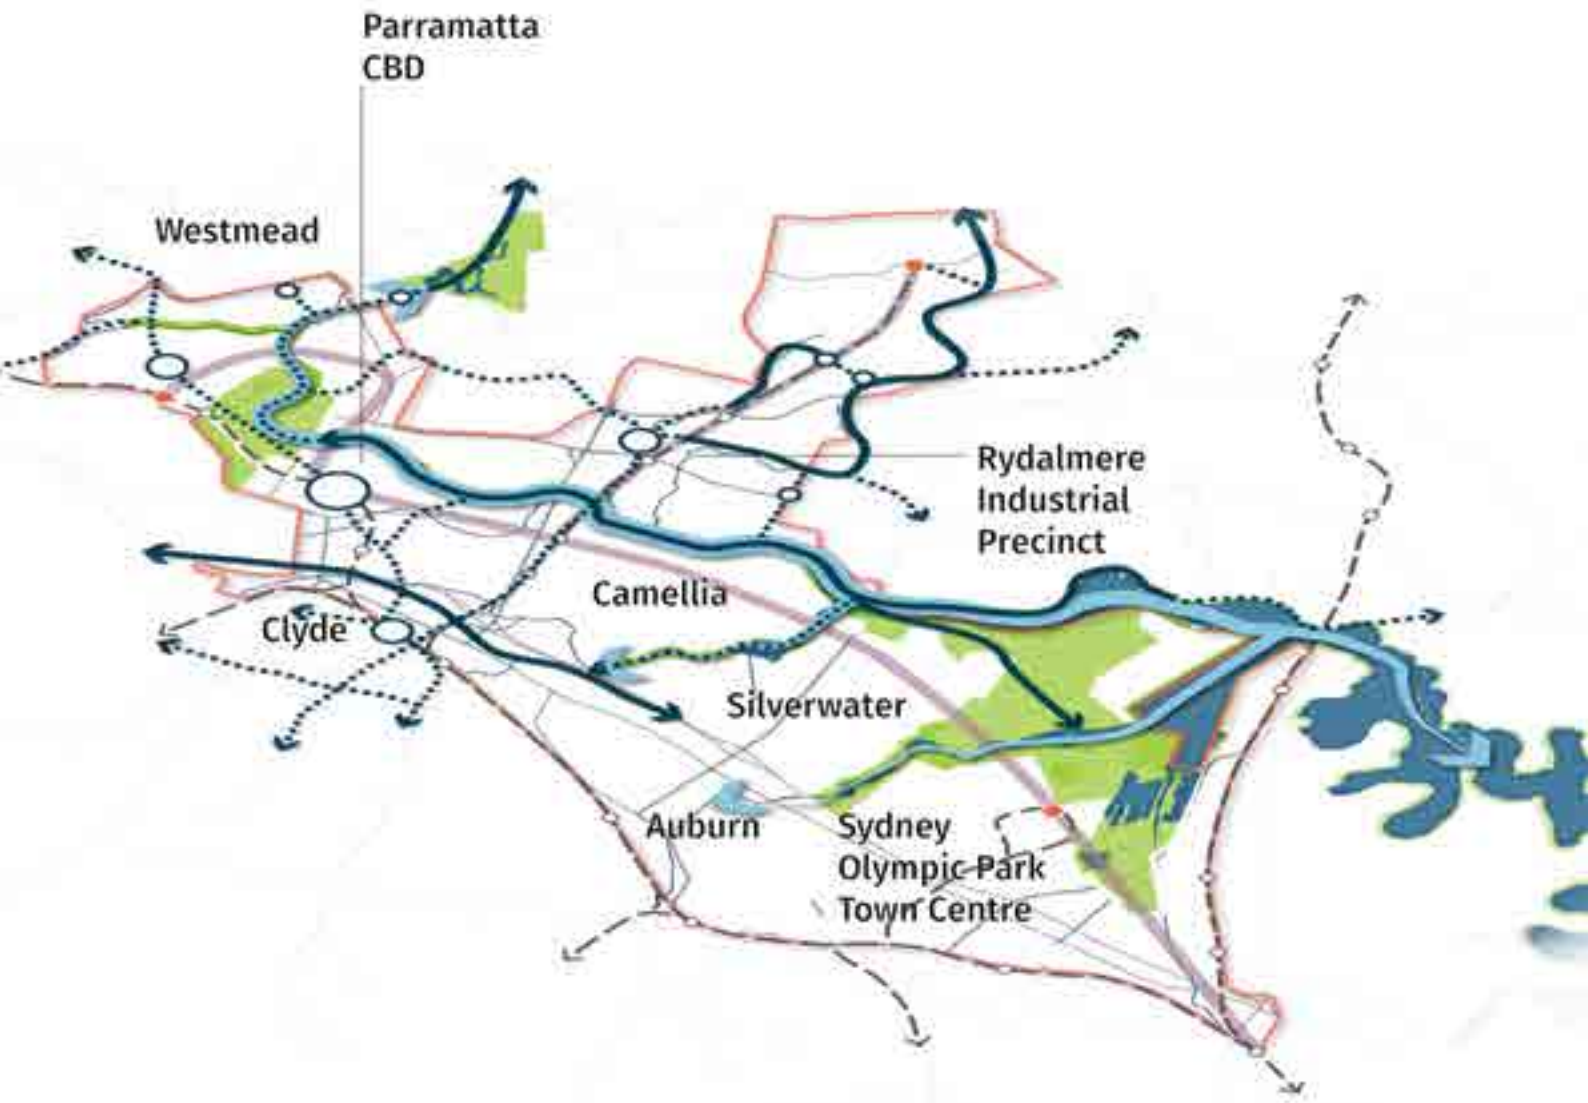 Parramatta
CBD
Westmead
Rydalmere
Industrial
Precinct
Camellia
Clyde
Silverwater
Auburn
Sydney
Olympic Park
Town Centre